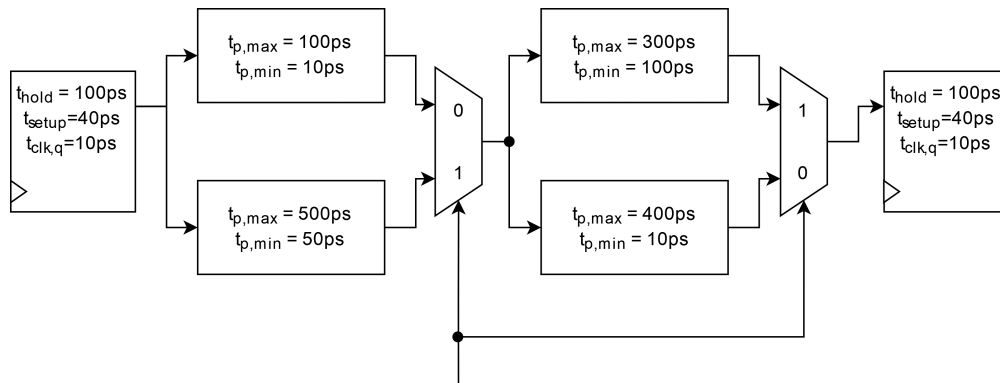 t_hold = 100ps
t_setup=40ps
t_clk,q=10ps
t_p,max = 100ps
t_p,min = 10ps
t_p,max = 500ps
t_p,min = 50ps
0
1
t_p,max = 300ps
t_p,min = 100ps
t_p,max = 400ps
t_p,min = 10ps
1
0
t_hold = 100ps
t_setup=40ps
t_clk,q=10ps